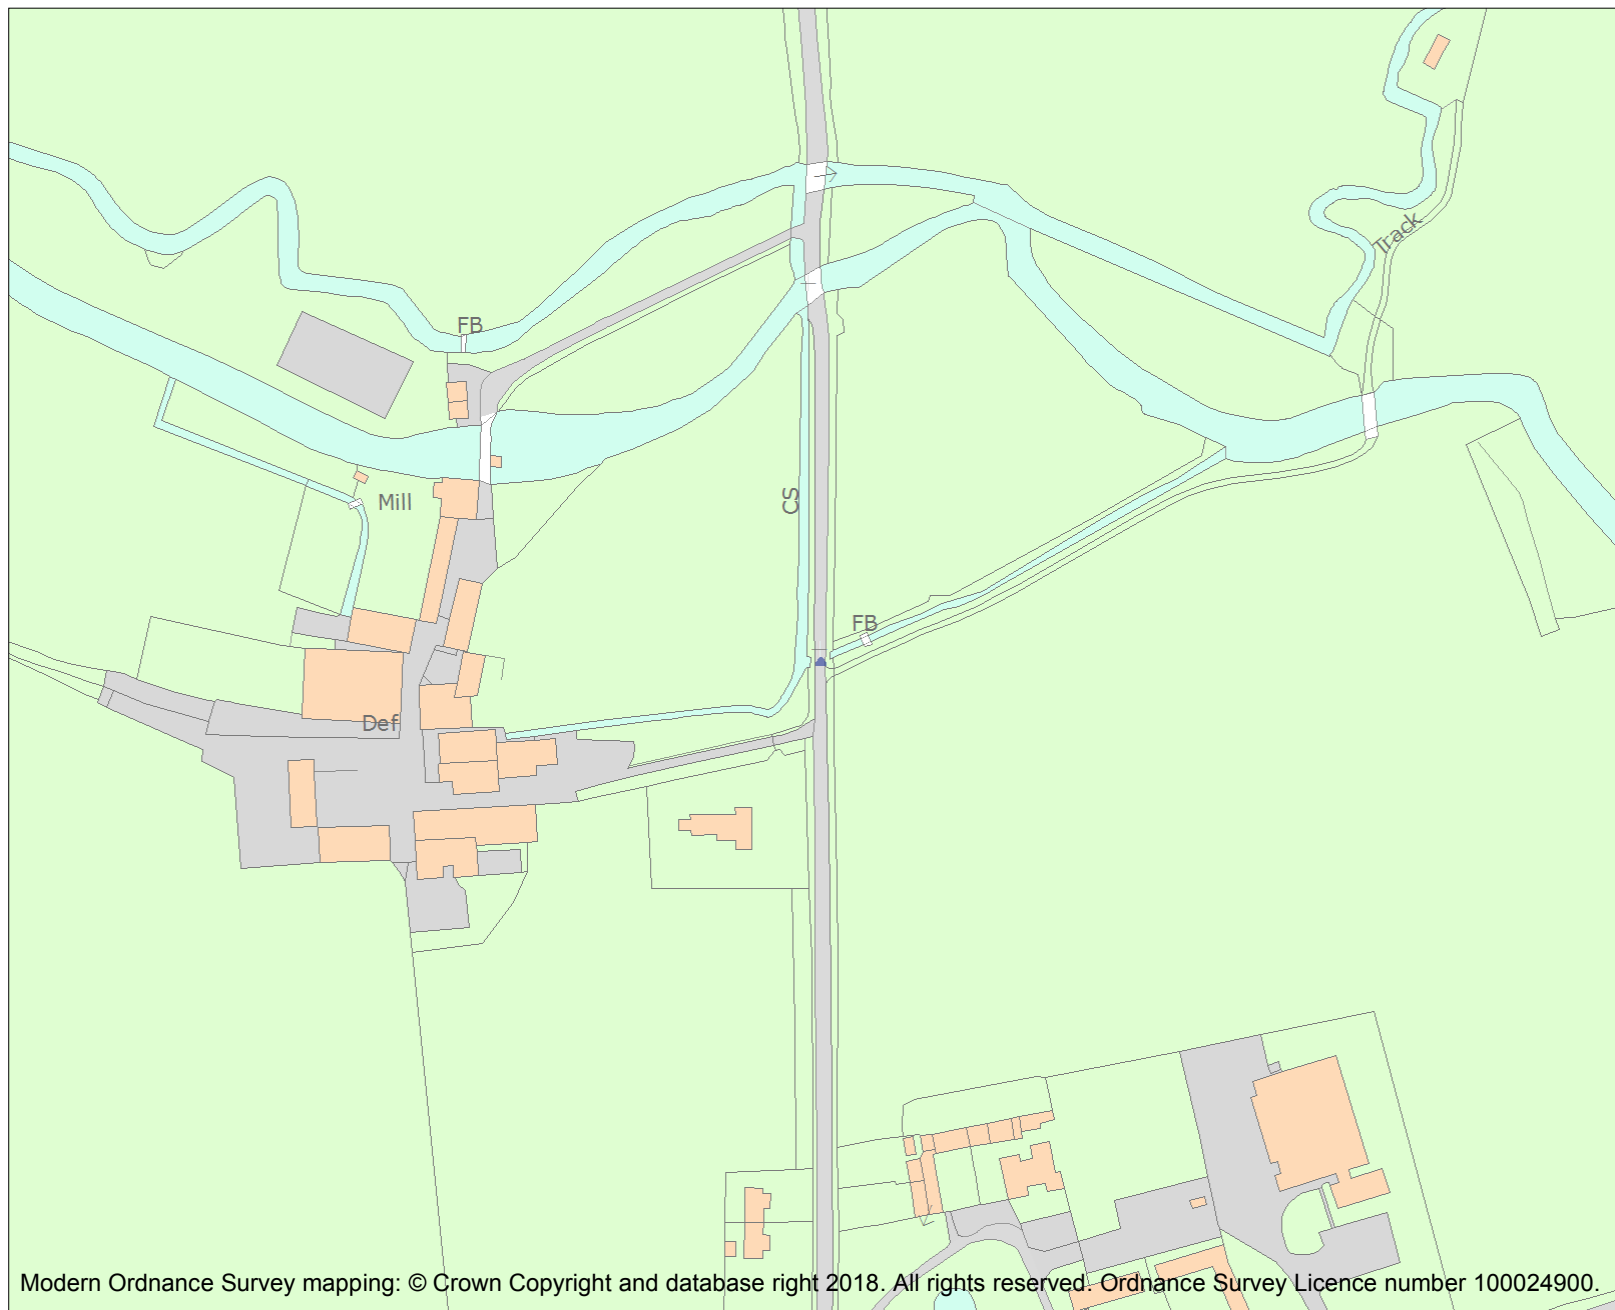 Track
FB
CS
Mill
FB
Def
Modern Ordnance Survey mapping: © Crown Copyright and database right 2018. All rights reserved. Ordnance Survey Licence number 100024900.